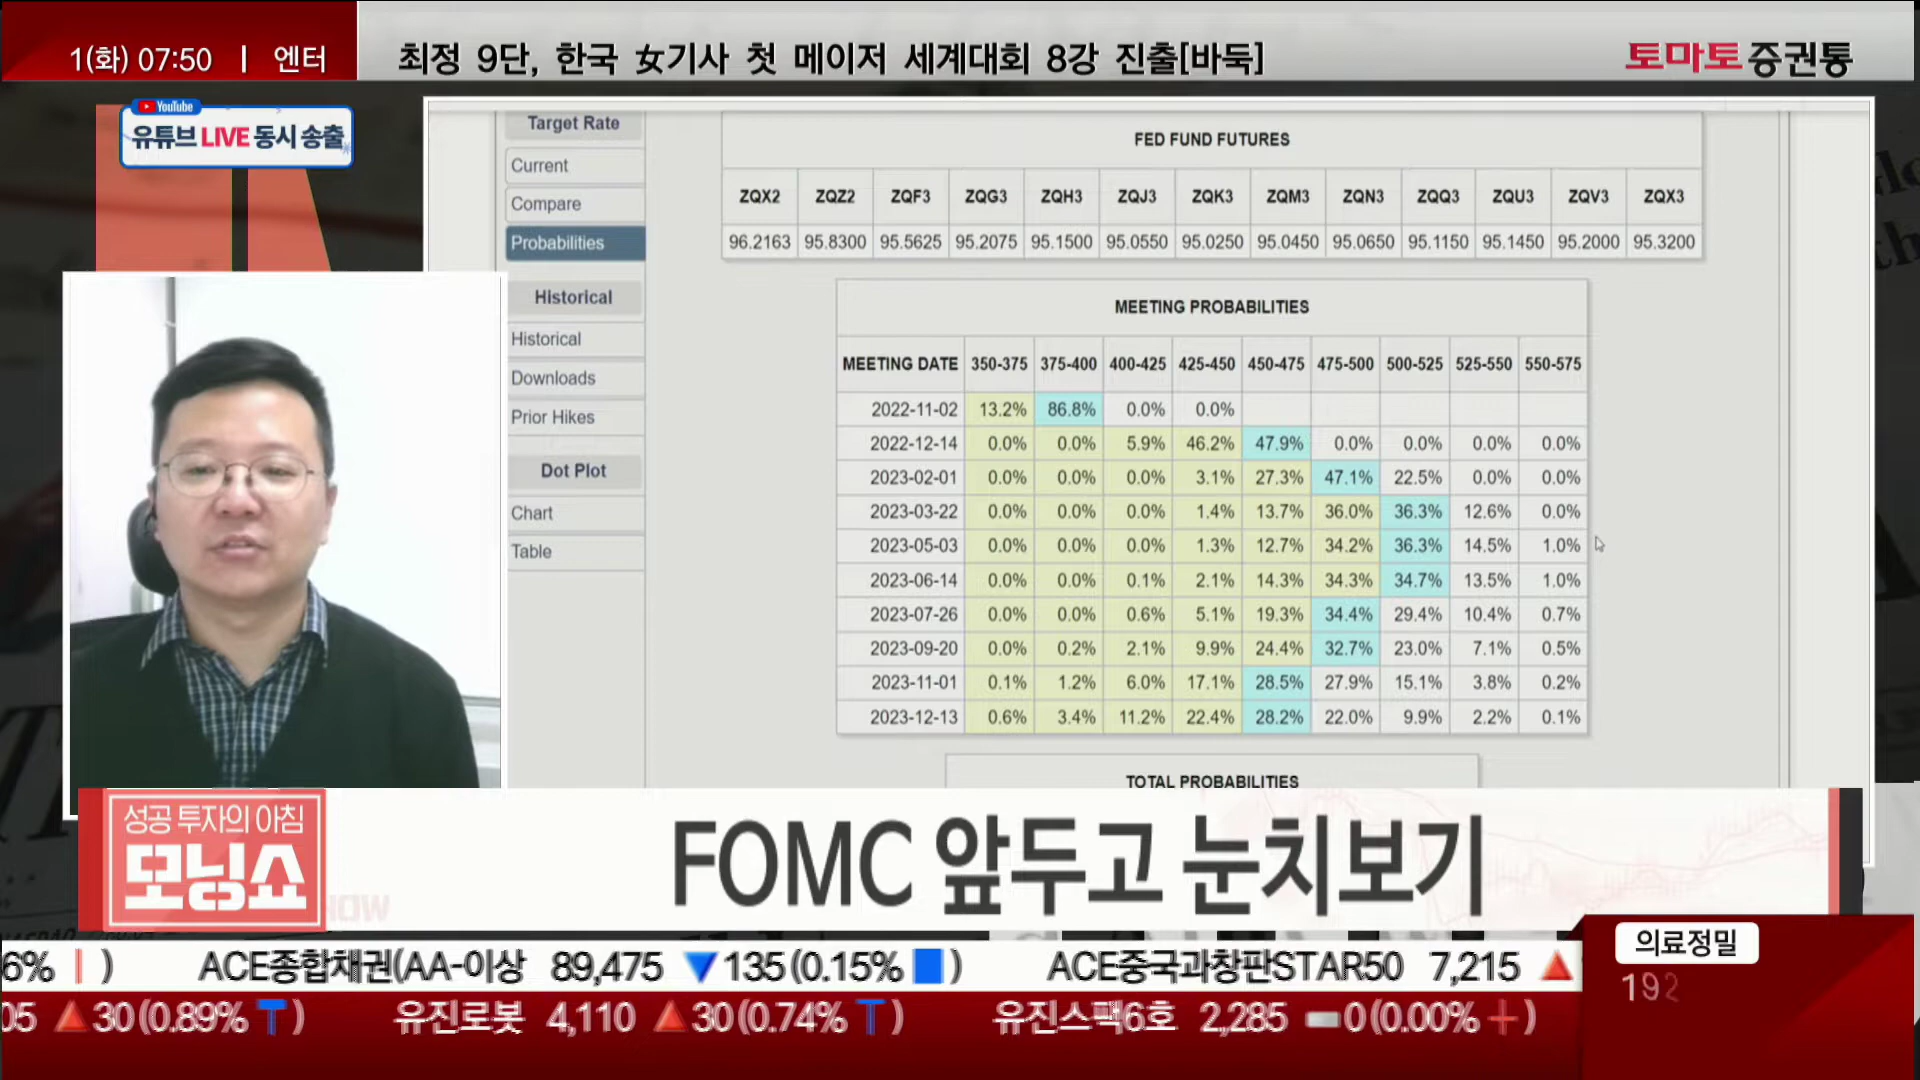 1(화) 07:50 | 엔터
최정 9단, 한국 女기사 첫 메이저 세계대회 8강 진출[바둑]
토마토증권통
YouTube
유튜브 LIVE 동시 송출
Target Rate
Current
Compare
Probabilities
Historical
Historical
Downloads
Prior Hikes
Dot Plot
Chart
Table
FED FUND FUTURES
ZQX2 ZQZ2 ZQF3 ZQG3 ZQH3 ZQJ3 ZQK3 ZQM3 ZQN3 ZQQ3 ZQU3 ZQV3 ZQX3
96.2163 95.8300 95.5625 95.2075 95.1500 95.0550 95.0250 95.0450 95.0650 95.1150 95.1450 95.2000 95.3200
MEETING PROBABILITIES
MEETING DATE 350-375 375-400 400-425 425-450 450-475 475-500 500-525 525-550 550-575
2022-11-02 13.2% 86.8% 0.0% 0.0%
2022-12-14 0.0% 0.0% 5.9% 46.2% 47.9% 0.0% 0.0% 0.0% 0.0%
2023-02-01 0.0% 0.0% 0.0% 3.1% 27.3% 47.1% 22.5% 0.0% 0.0%
2023-03-22 0.0% 0.0% 0.0% 1.4% 13.7% 36.0% 36.3% 12.6% 0.0%
2023-05-03 0.0% 0.0% 0.0% 1.3% 12.7% 34.2% 36.3% 14.5% 1.0%
2023-06-14 0.0% 0.0% 0.1% 2.1% 14.3% 34.3% 34.7% 13.5% 1.0%
2023-07-26 0.0% 0.0% 0.6% 5.1% 19.3% 34.4% 29.4% 10.4% 0.7%
2023-09-20 0.0% 0.2% 2.1% 9.9% 24.4% 32.7% 23.0% 7.1% 0.5%
2023-11-01 0.1% 1.2% 6.0% 17.1% 28.5% 27.9% 15.1% 3.8% 0.2%
2023-12-13 0.6% 3.4% 11.2% 22.4% 28.2% 22.0% 9.9% 2.2% 0.1%
TOTAL PROBABILITIES
성공 투자의 아침
모닝쇼
FOMC 앞두고 눈치보기
6% ) ACE종합채권(AA-이상 89,475 ▼135(0.15% ) ACE중국과창판STAR50 7,215 ▲
05 ▲30(0.89% ) 유진로봇 4,110 ▲30(0.74% ) 유진스팩6호 2,285 0(0.00% )
의료정밀
192